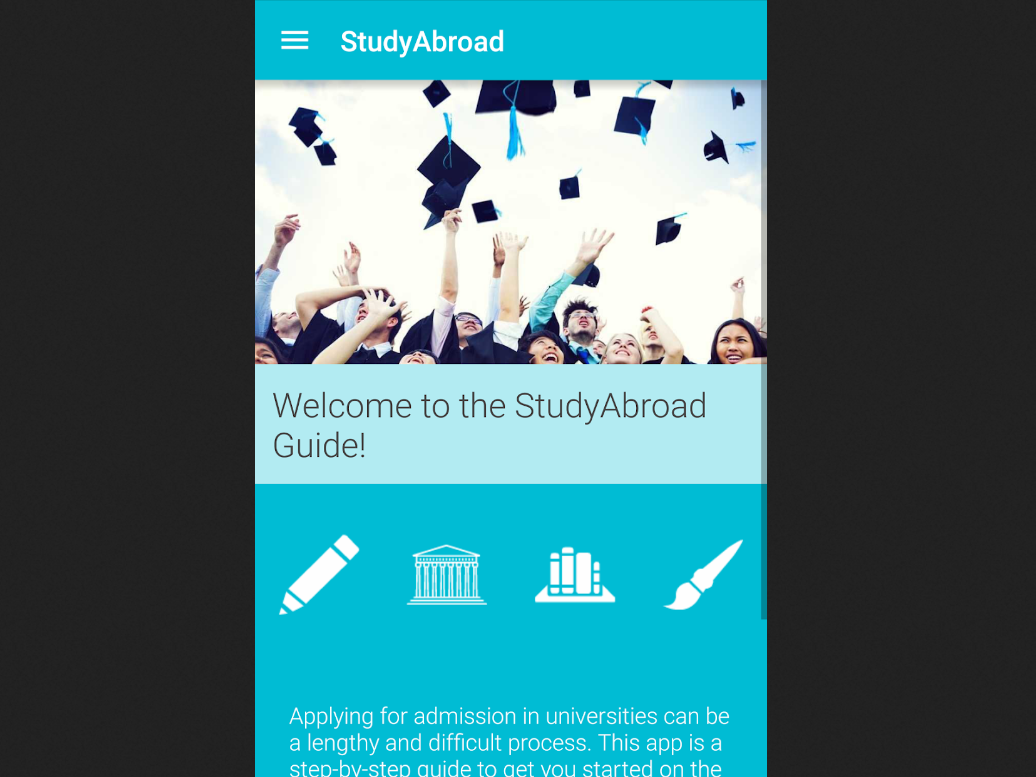 StudyAbroad
Welcome to the StudyAbroad
Guide!
Applying for admission in universities can be
a lengthy and difficult process. This app is a
step-by-step guide to get you started on the